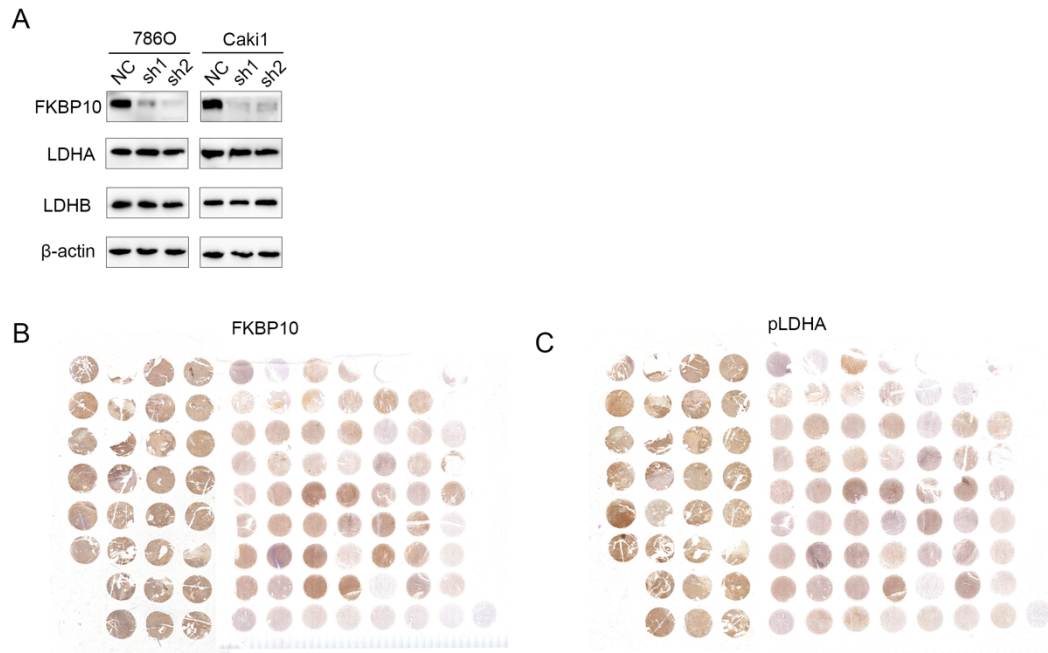 A
786O Caki1
NC sh1 sh2 NC sh1 sh2
FKBP10
LDHA
LDHB
β-actin
B FKBP10
C pLDHA